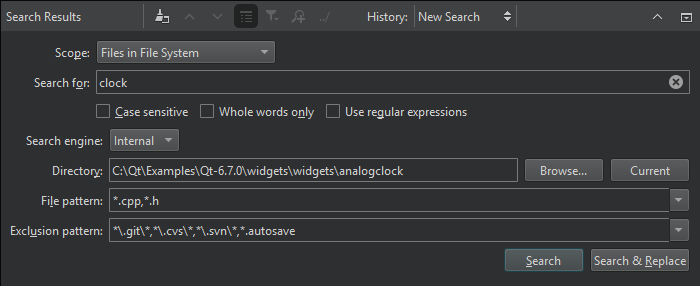 Search Results History: New Search
Scope: Files in File System
Search for: clock
Case sensitive Whole words only Use regular expressions
Search engine: Internal
Directory: C:\Qt\Examples\Qt-6.7.0\widgets\widgets\analogclock Browse... Current
File pattern: *.cpp,*.h
Exclusion pattern: *\.git\*,*\.cvs\*,*\.svn\*,*.autosave
Search Search & Replace